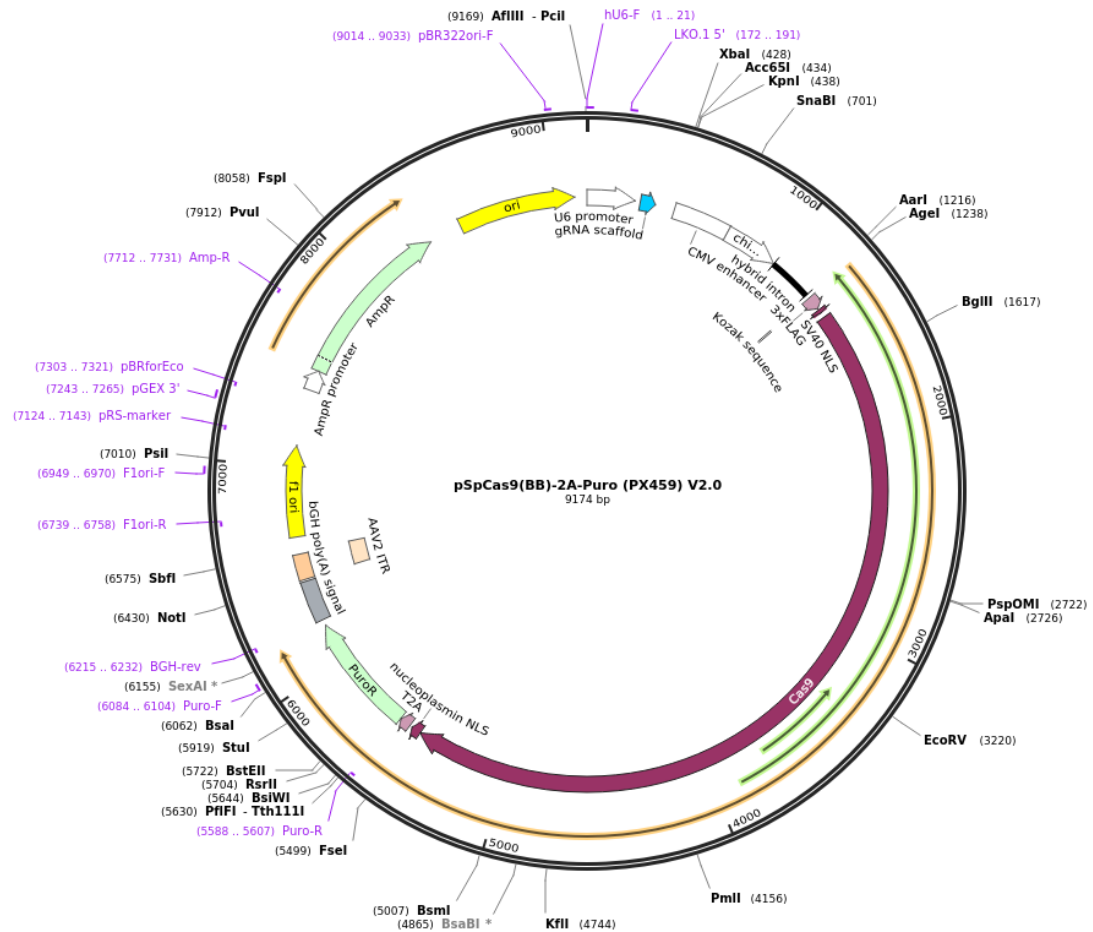 (9169) AflIII - PciI
hU6-F (1 .. 21)
(9014 .. 9033) pBR322ori-F
LKO.1 5' (172 .. 191)
XbaI (428)
Acc65I (434)
KpnI (438)
SnaBI (701)
9000
1000
(8058) FspI
AarI (1216)
(7912) PvuI
AgeI (1238)
ori
U6 promoter
gRNA scaffold
chi...
8000
hybrid intron
CMV enhancer
(7712 .. 7731) Amp-R
3xFLAG
SV40 NLS
BglII (1617)
AmpR
Kozak sequence
(7303 .. 7321) pBRforEco
(7243 .. 7265) pGEX 3'
AmpR promoter
2000
(7124 .. 7143) pRS-marker
(7010) PsiI
(6949 .. 6970) F1ori-F
7000
pSpCas9(BB)-2A-Puro (PX459) V2.0
9174 bp
f1 ori
(6739 .. 6758) F1ori-R
bGH poly(A) signal
AAV2 ITR
(6575) SbfI
(6430) NotI
PspOMI (2722)
ApaI (2726)
3000
(6215 .. 6232) BGH-rev
(6155) SexAI *
(6084 .. 6104) Puro-F
PuroR
nucleoplasmin NLS
T2A
Cas9
6000
(6062) BsaI
(5919) StuI
EcoRV (3220)
(5722) BstEII
(5704) RsrII
(5644) BsiWI
(5630) PflFI - Tth111I
(5588 .. 5607) Puro-R
4000
(5499) FseI
5000
PmlI (4156)
(5007) BsmI
(4865) BsaBI *
KflI (4744)